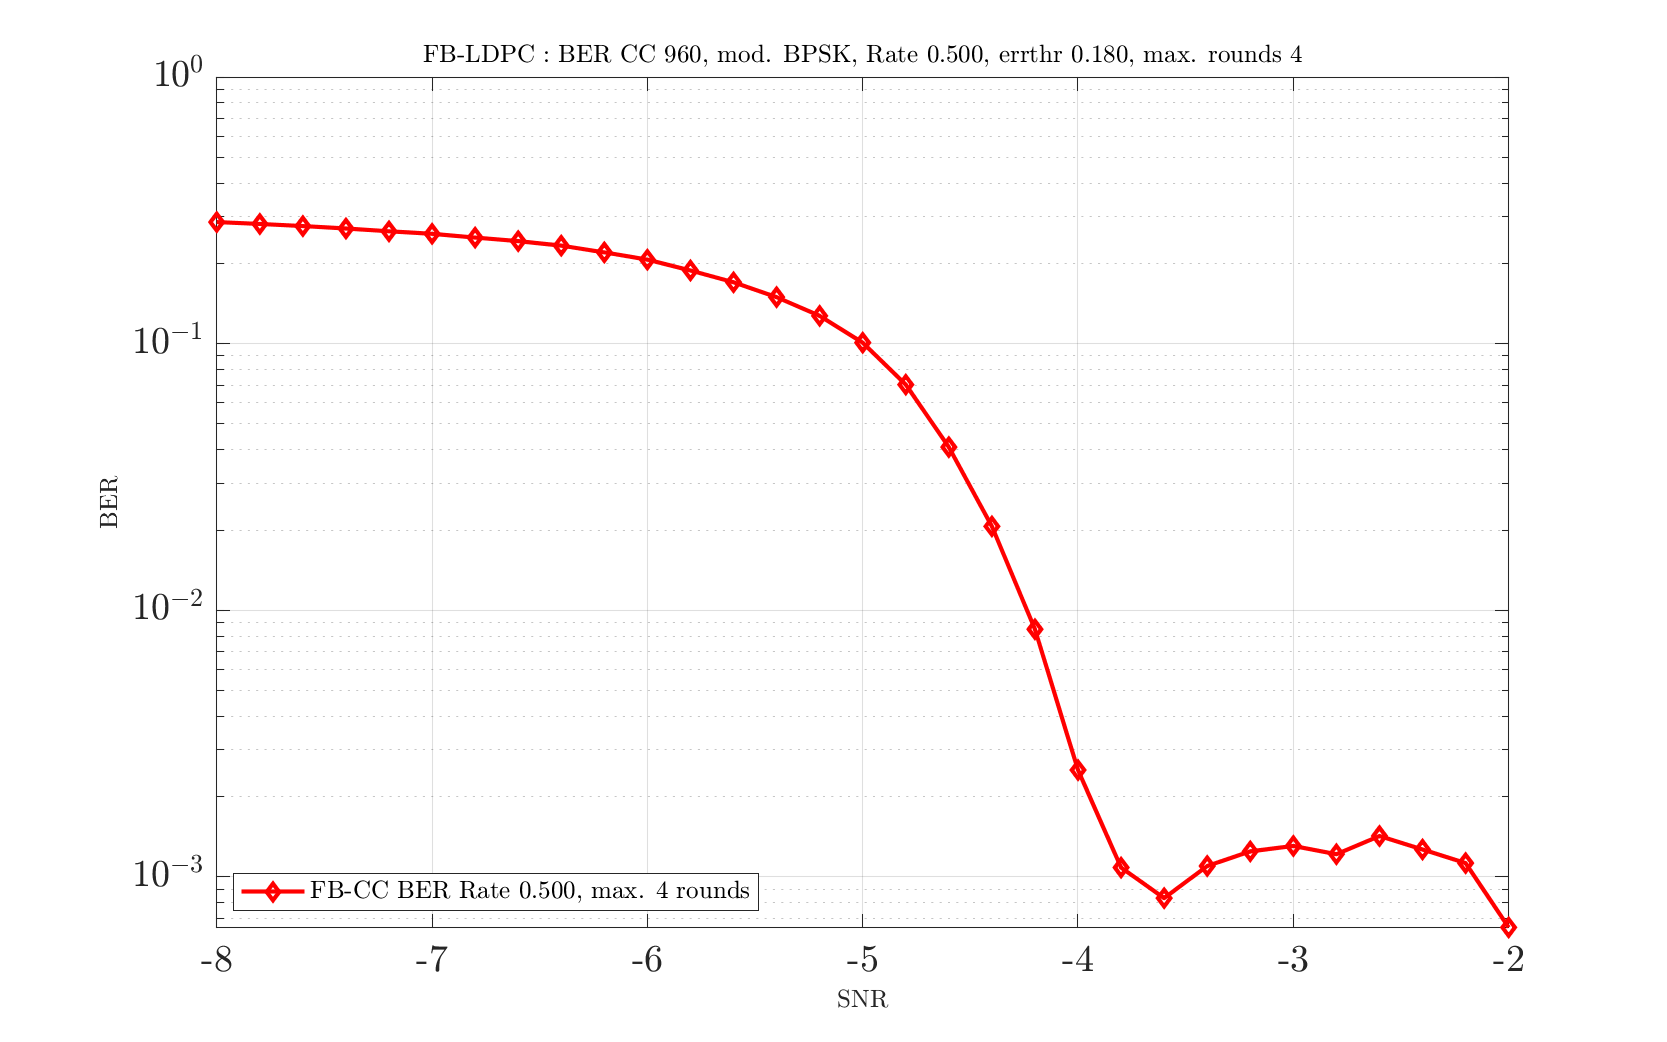 FB-LDPC : BER CC 960, mod. BPSK, Rate 0.500, errthr 0.180, max. rounds 4
10^0
10^{-1}
10^{-2}
10^{-3}
BER
FB-CC BER Rate 0.500, max. 4 rounds
-8 -7 -6 -5 -4 -3 -2
SNR